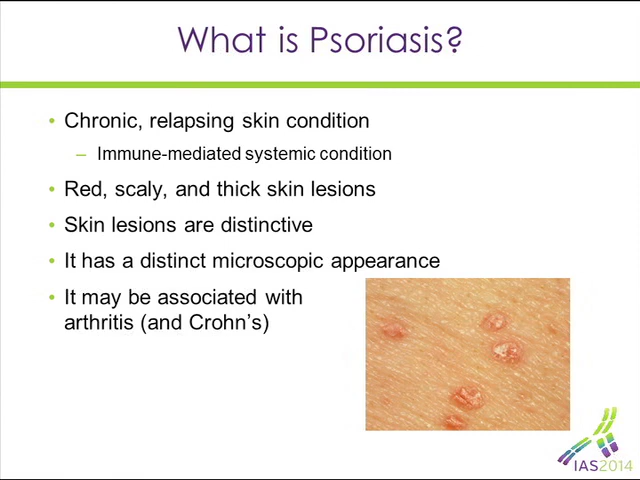 What is Psoriasis?
• Chronic, relapsing skin condition
– Immune-mediated systemic condition
• Red, scaly, and thick skin lesions
• Skin lesions are distinctive
• It has a distinct microscopic appearance
• It may be associated with
arthritis (and Crohn's)
IAS2014